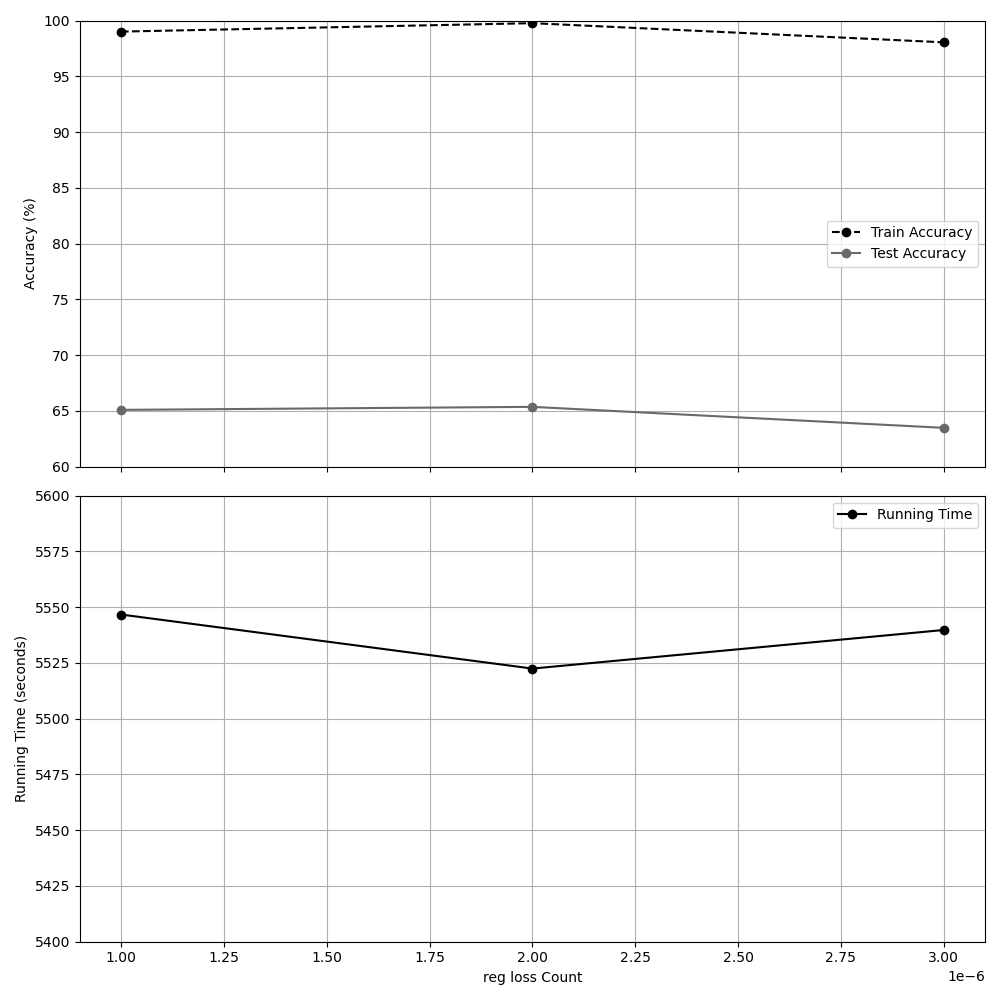 100
95
90
85
80
75
70
65
60
Accuracy (%)
Train Accuracy
Test Accuracy
5600
5575
5550
5525
5500
5475
5450
5425
5400
Running Time (seconds)
Running Time
1.00 1.25 1.50 1.75 2.00 2.25 2.50 2.75 3.00
reg loss Count
1e−6